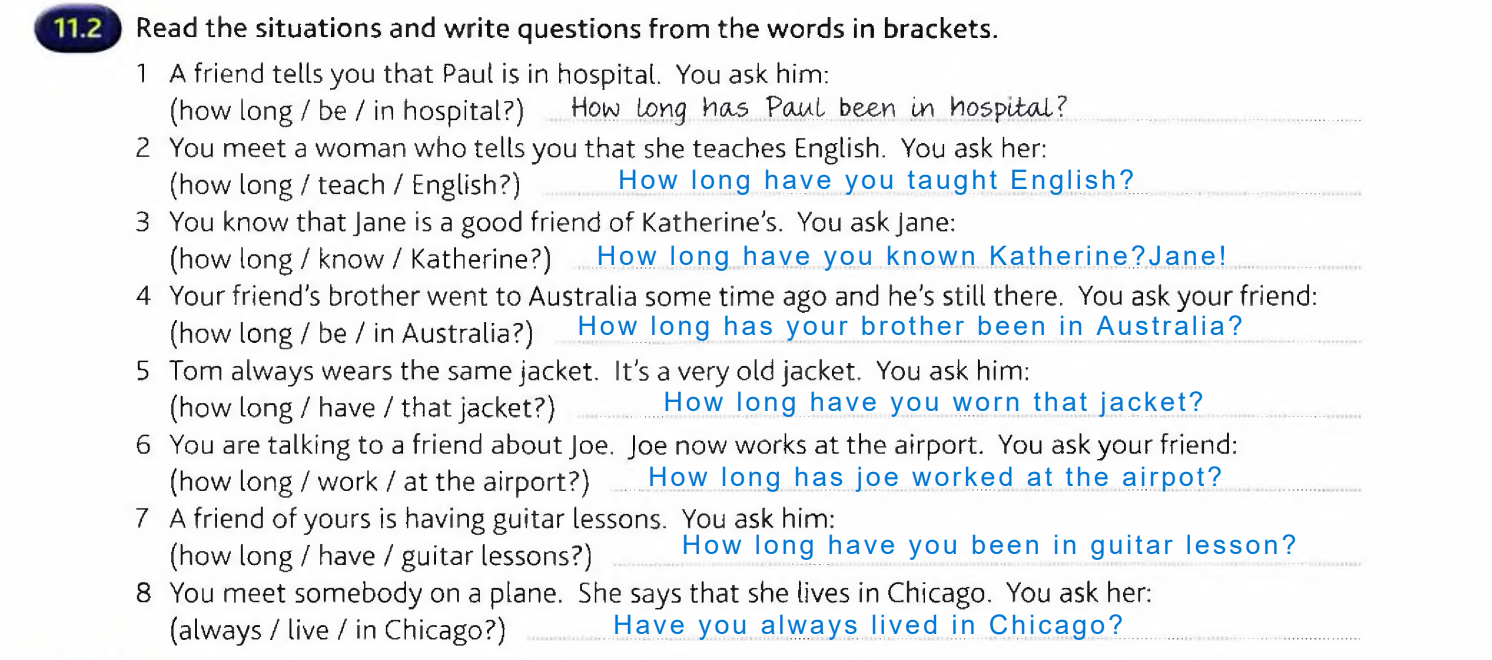 11.2 Read the situations and write questions from the words in brackets.
1 A friend tells you that Paul is in hospital. You ask him:
(how long / be / in hospital?) How long has Paul been in hospital?
2 You meet a woman who tells you that she teaches English. You ask her:
(how long / teach / English?) How long have you taught English?
3 You know that Jane is a good friend of Katherine's. You ask Jane:
(how long / know / Katherine?) How long have you known Katherine?Jane!
4 Your friend's brother went to Australia some time ago and he's still there. You ask your friend:
(how long / be / in Australia?) How long has your brother been in Australia?
5 Tom always wears the same jacket. It's a very old jacket. You ask him:
(how long / have / that jacket?) How long have you worn that jacket?
6 You are talking to a friend about Joe. Joe now works at the airport. You ask your friend:
(how long / work / at the airport?) How long has joe worked at the airpot?
7 A friend of yours is having guitar lessons. You ask him:
(how long / have / guitar lessons?) How long have you been in guitar lesson?
8 You meet somebody on a plane. She says that she lives in Chicago. You ask her:
(always / live / in Chicago?) Have you always lived in Chicago?